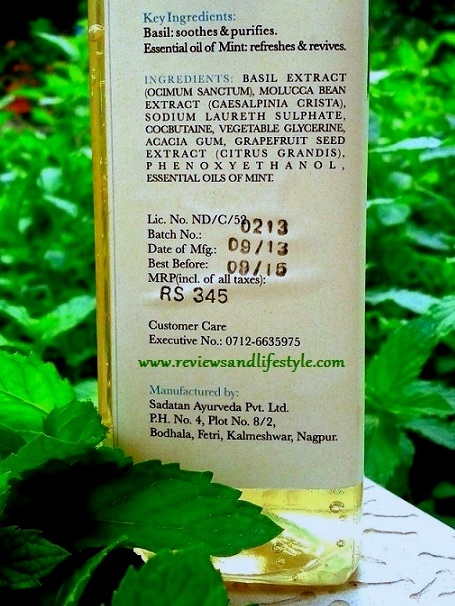 Key Ingredients:
Basil: soothes & purifies.
Essential oil of Mint: refreshes & revives.
INGREDIENTS: BASIL EXTRACT
(OCIMUM SANCTUM), MOLUCCA BEAN
EXTRACT (CAESALPINIA CRISTA),
SODIUM LAURETH SULPHATE,
COCBUTAINE, VEGETABLE GLYCERINE,
ACACIA GUM, GRAPEFRUIT SEED
EXTRACT (CITRUS GRANDIS),
PHENOXYETHANOL,
ESSENTIAL OILS OF MINT.
Lic. No. ND/C/52
Batch No.: 0213
Date of Mfg.: 09/13
Best Before: 09/15
MRP(incl. of all taxes):
RS 345
Customer Care
Executive No.: 0712-6635975
www.reviewsandlifestyle.com
Manufactured by:
Sadatan Ayurveda Pvt. Ltd.
P.H. No. 4, Plot No. 8/2,
Bodhala, Fetri, Kalmeshwar, Nagpur.